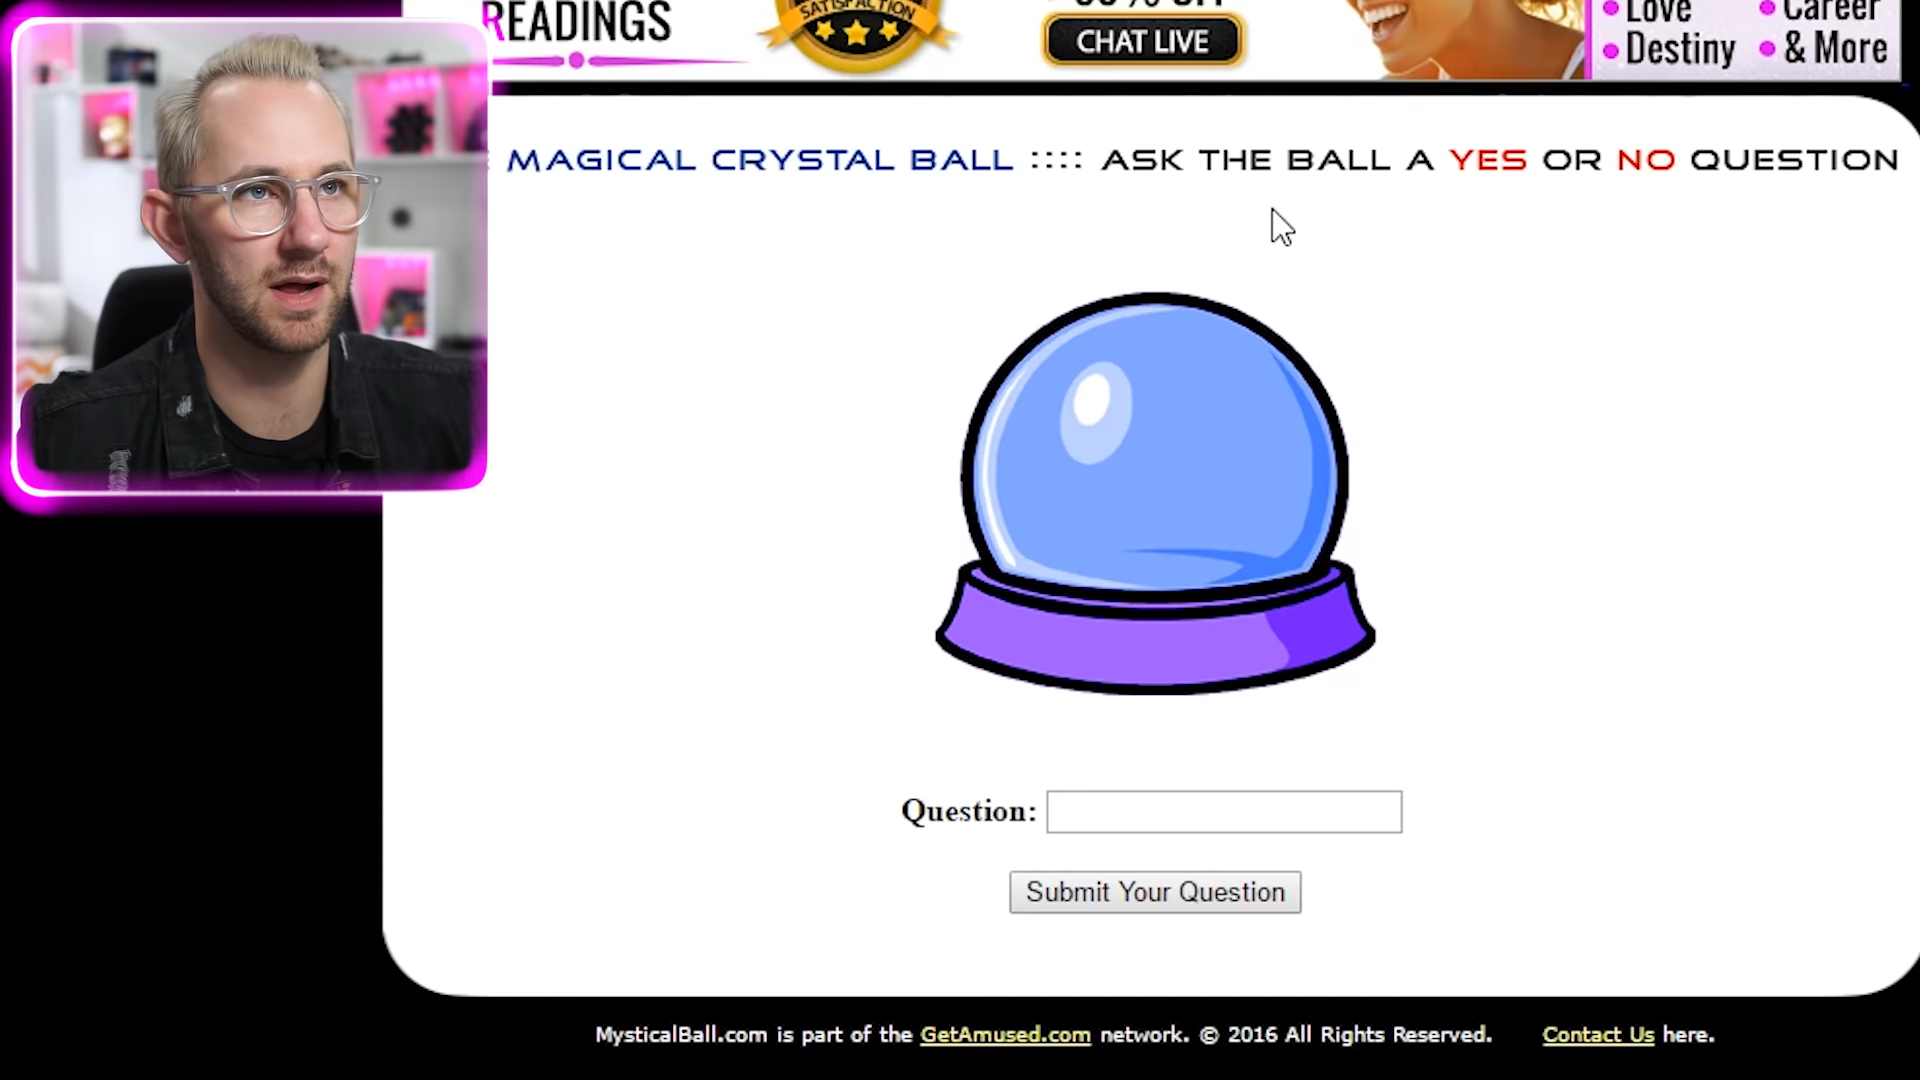 READINGS
SATISFACTION
CHAT LIVE
Love
Career
Destiny
& More
MAGICAL CRYSTAL BALL :::: ASK THE BALL A YES OR NO QUESTION
Question:
Submit Your Question
MysticalBall.com is part of the GetAmused.com network. © 2016 All Rights Reserved. Contact Us here.